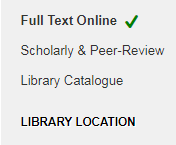 Full Text Online
Scholarly & Peer-Review
Library Catalogue
LIBRARY LOCATION